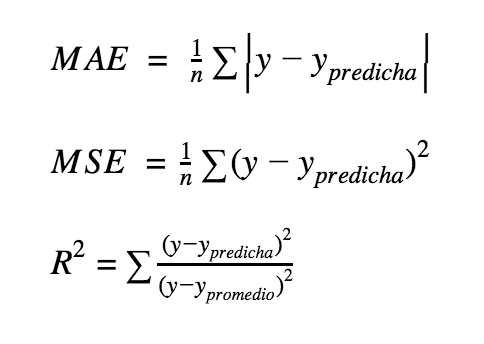 MAE = 1/n ∑|y − y_predicha|
MSE = 1/n ∑(y − y_predicha)²
R² = ∑ (y−y_predicha)² / (y−y_promedio)²